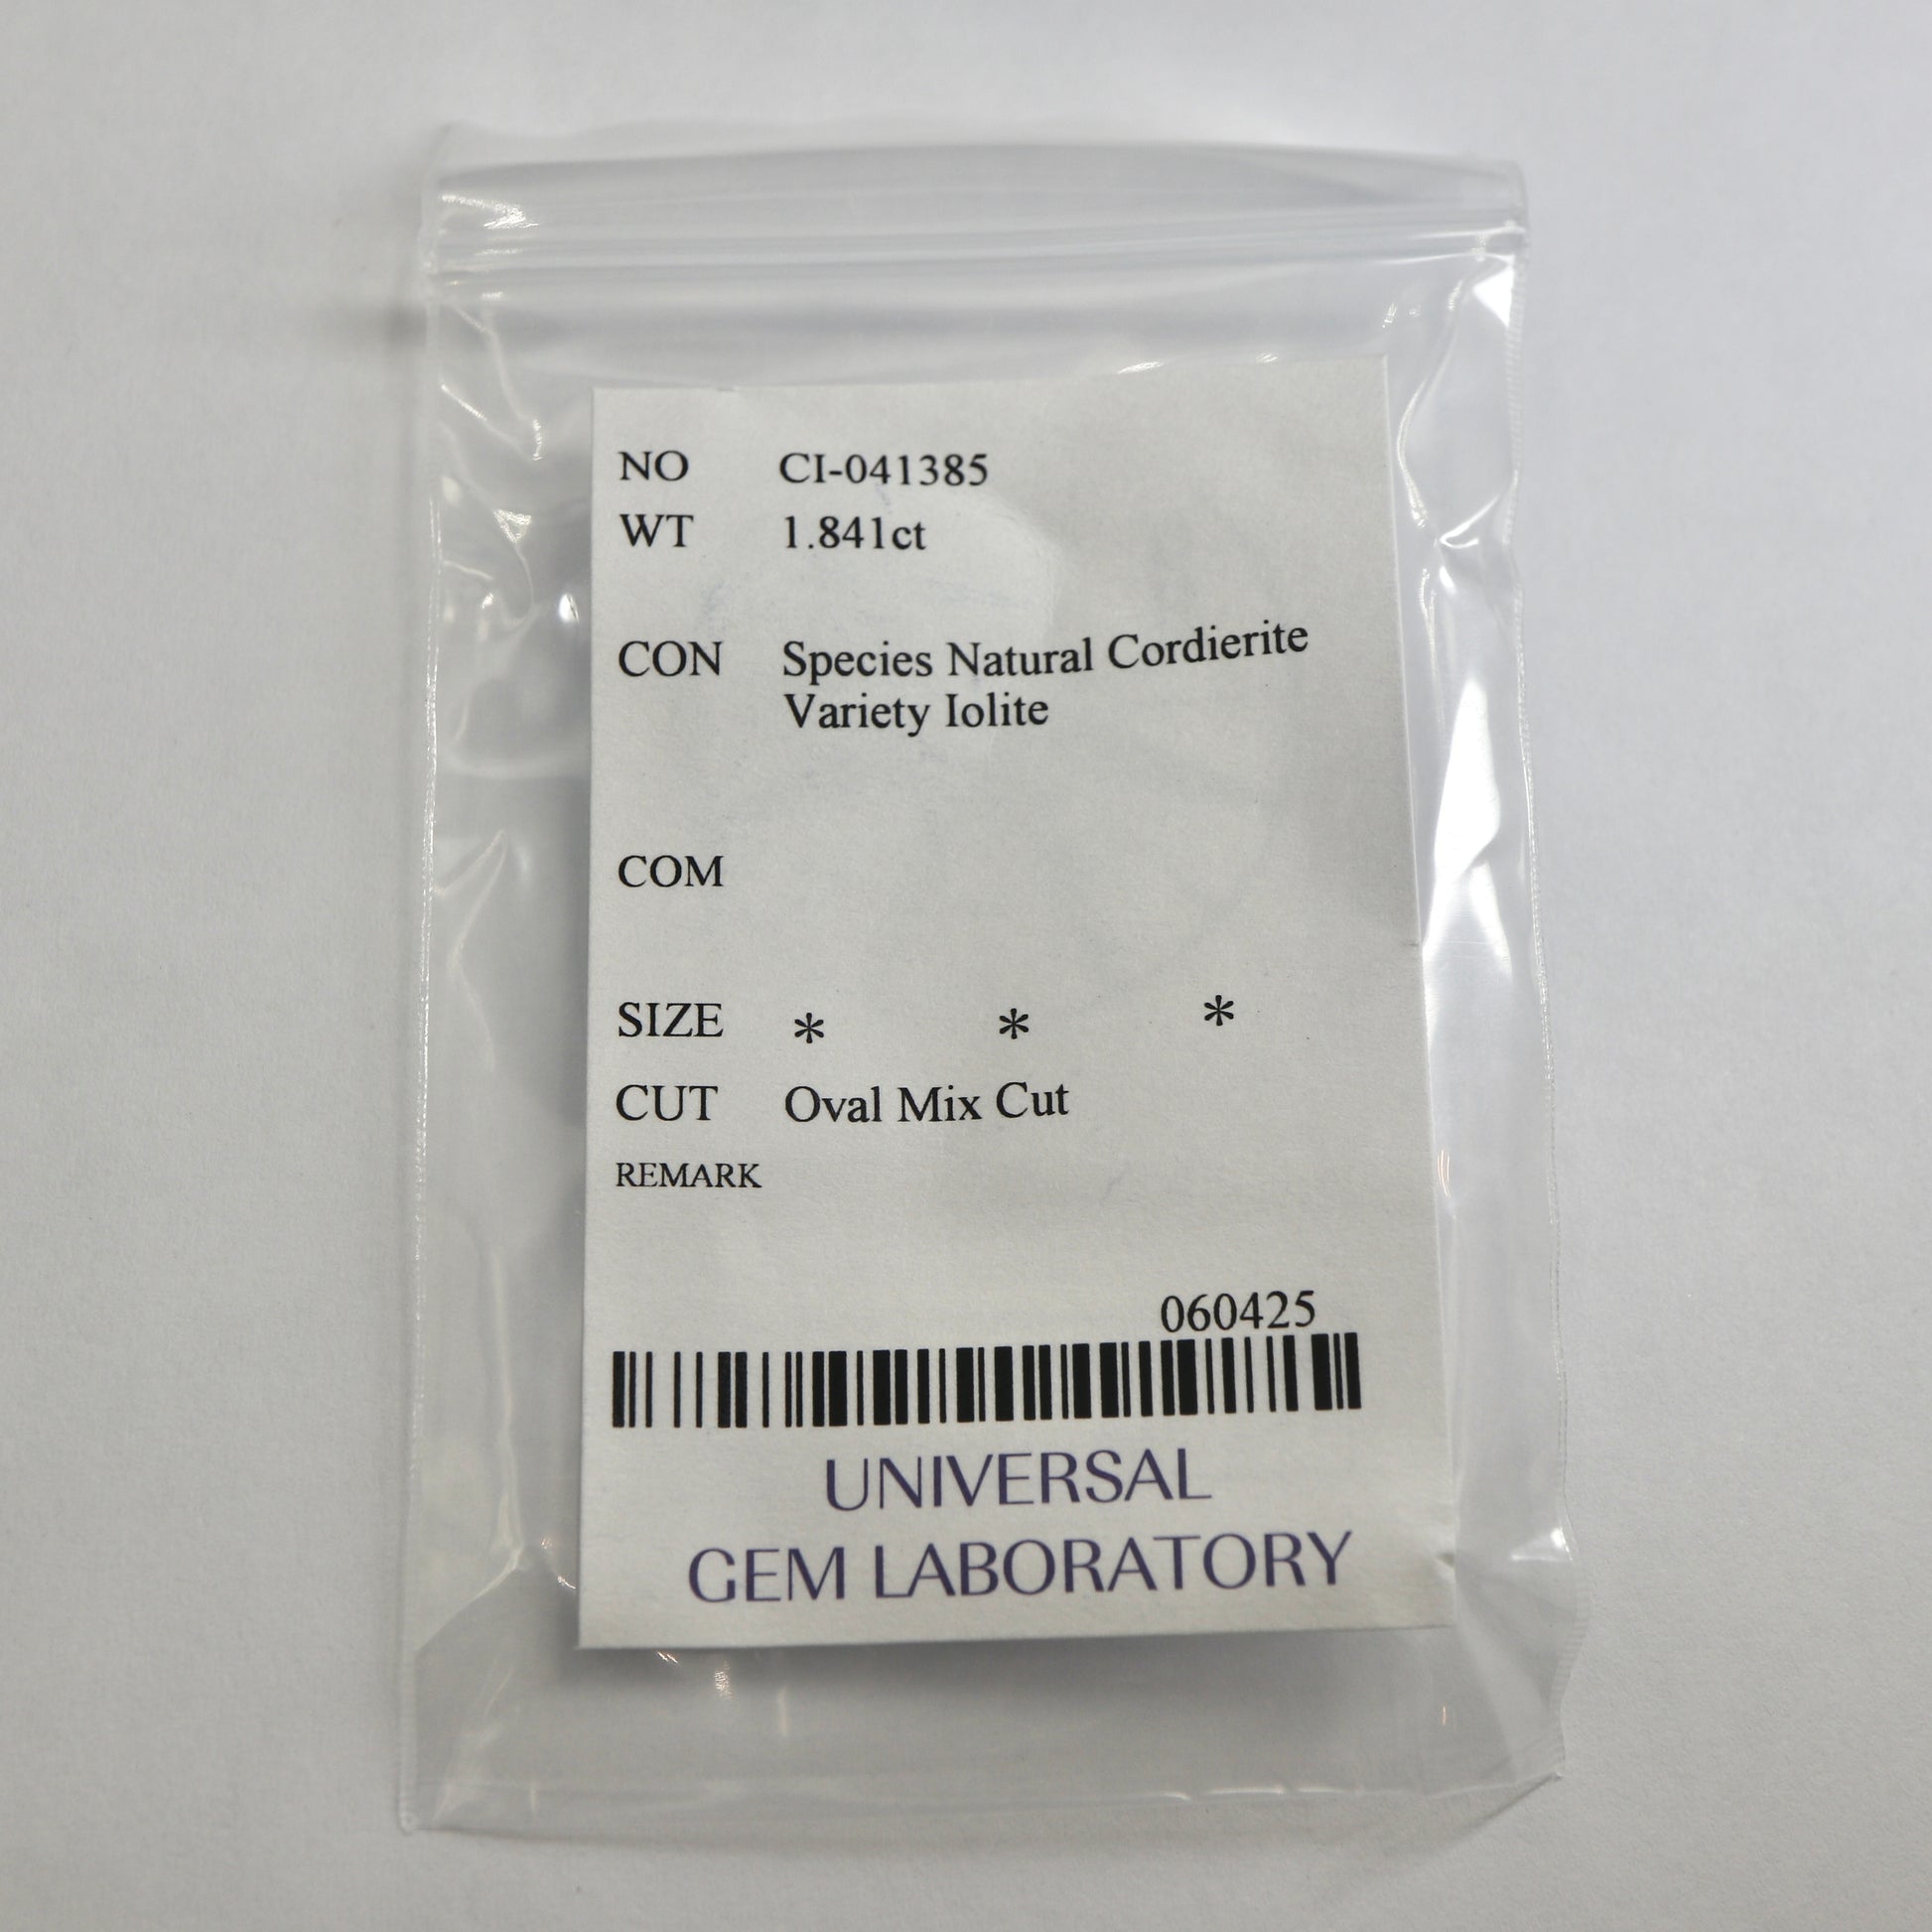 NO CI-041385
WT 1.841ct
CON Species Natural Cordierite
Variety Iolite
COM
SIZE * * *
CUT Oval Mix Cut
REMARK
060425
UNIVERSAL
GEM LABORATORY